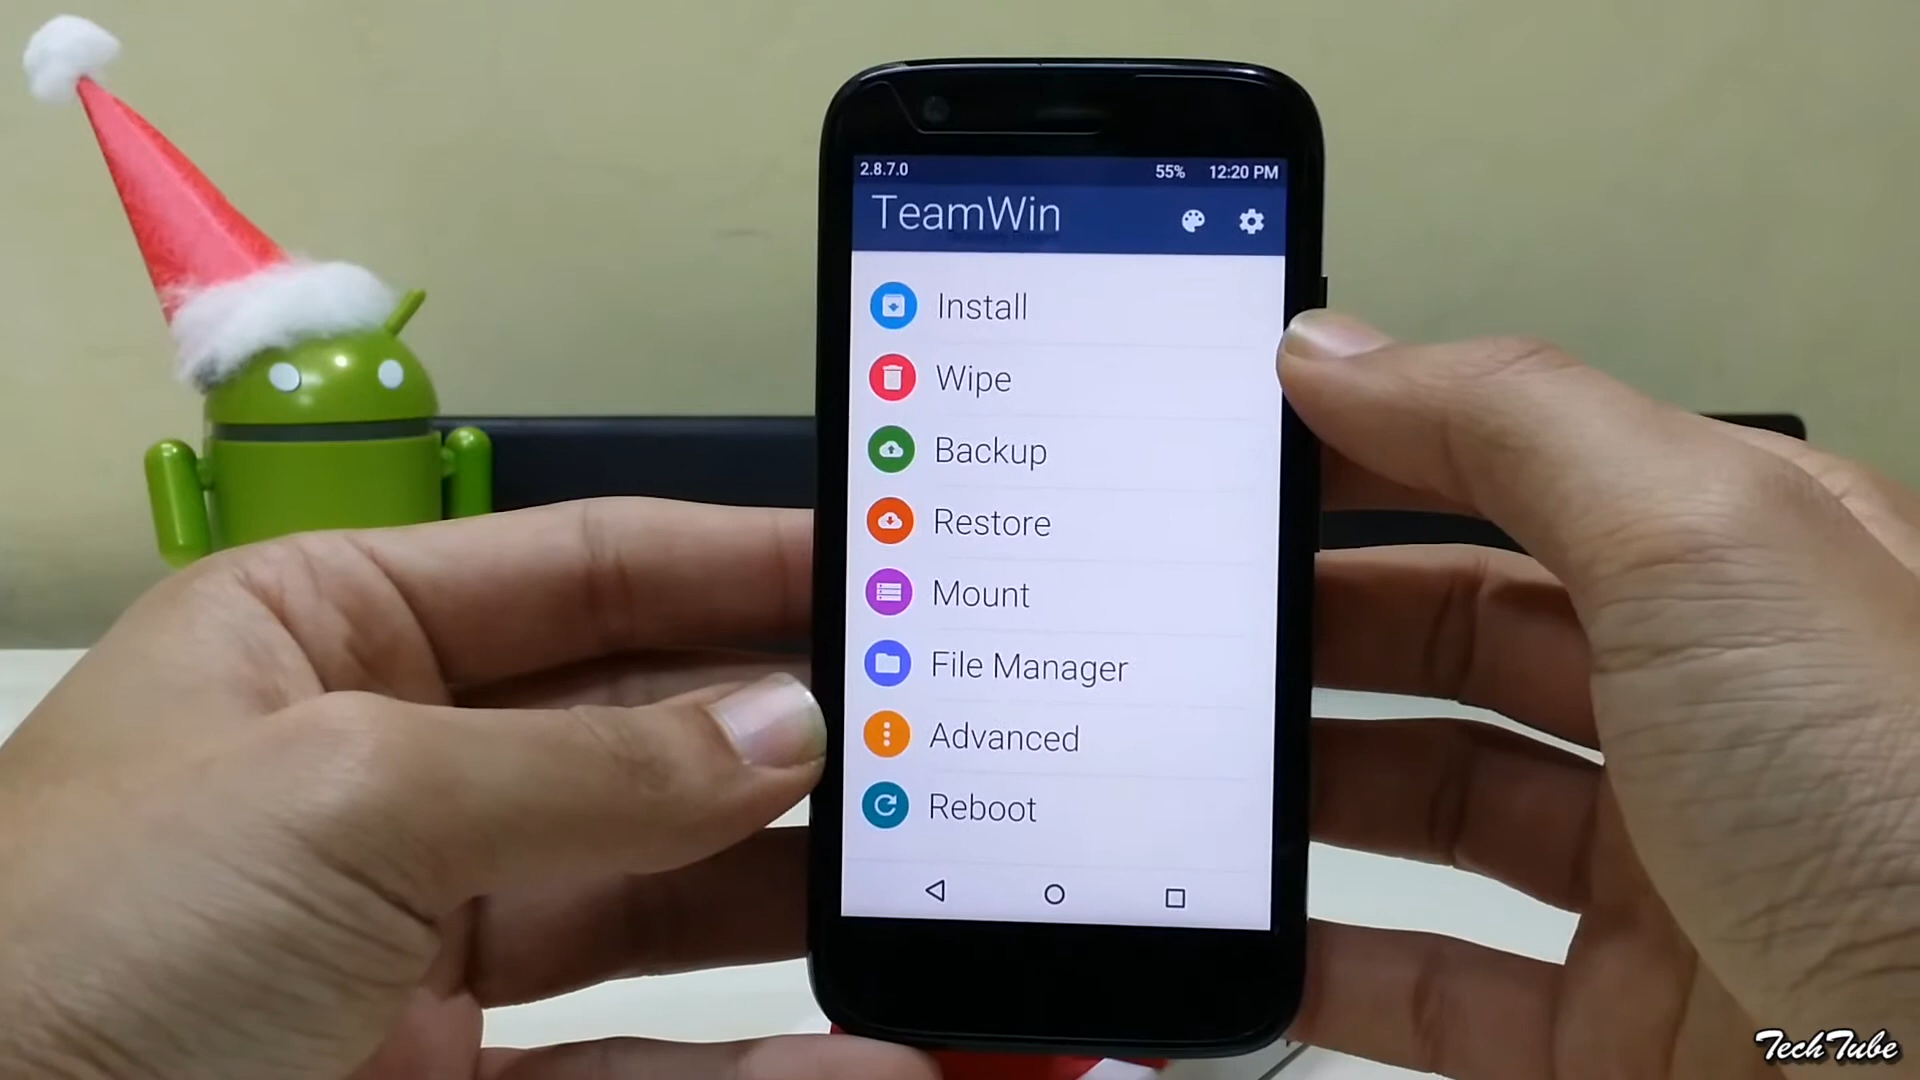 2.8.7.0 55% 12:20 PM
TeamWin
Install
Wipe
Backup
Restore
Mount
File Manager
Advanced
Reboot
TechTube